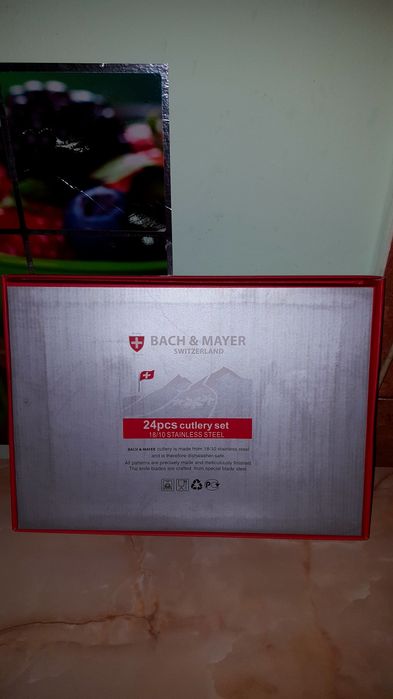 BACH & MAYER
SWITZERLAND
24pcs cutlery set
18/10 STAINLESS STEEL
BACH & MAYER cutlery is made from 18/10 stainless steel
and is therefore dishwasher-safe.
All patterns are precisely made and meticulously finished.
The knife blades are crafted from special blade steel.